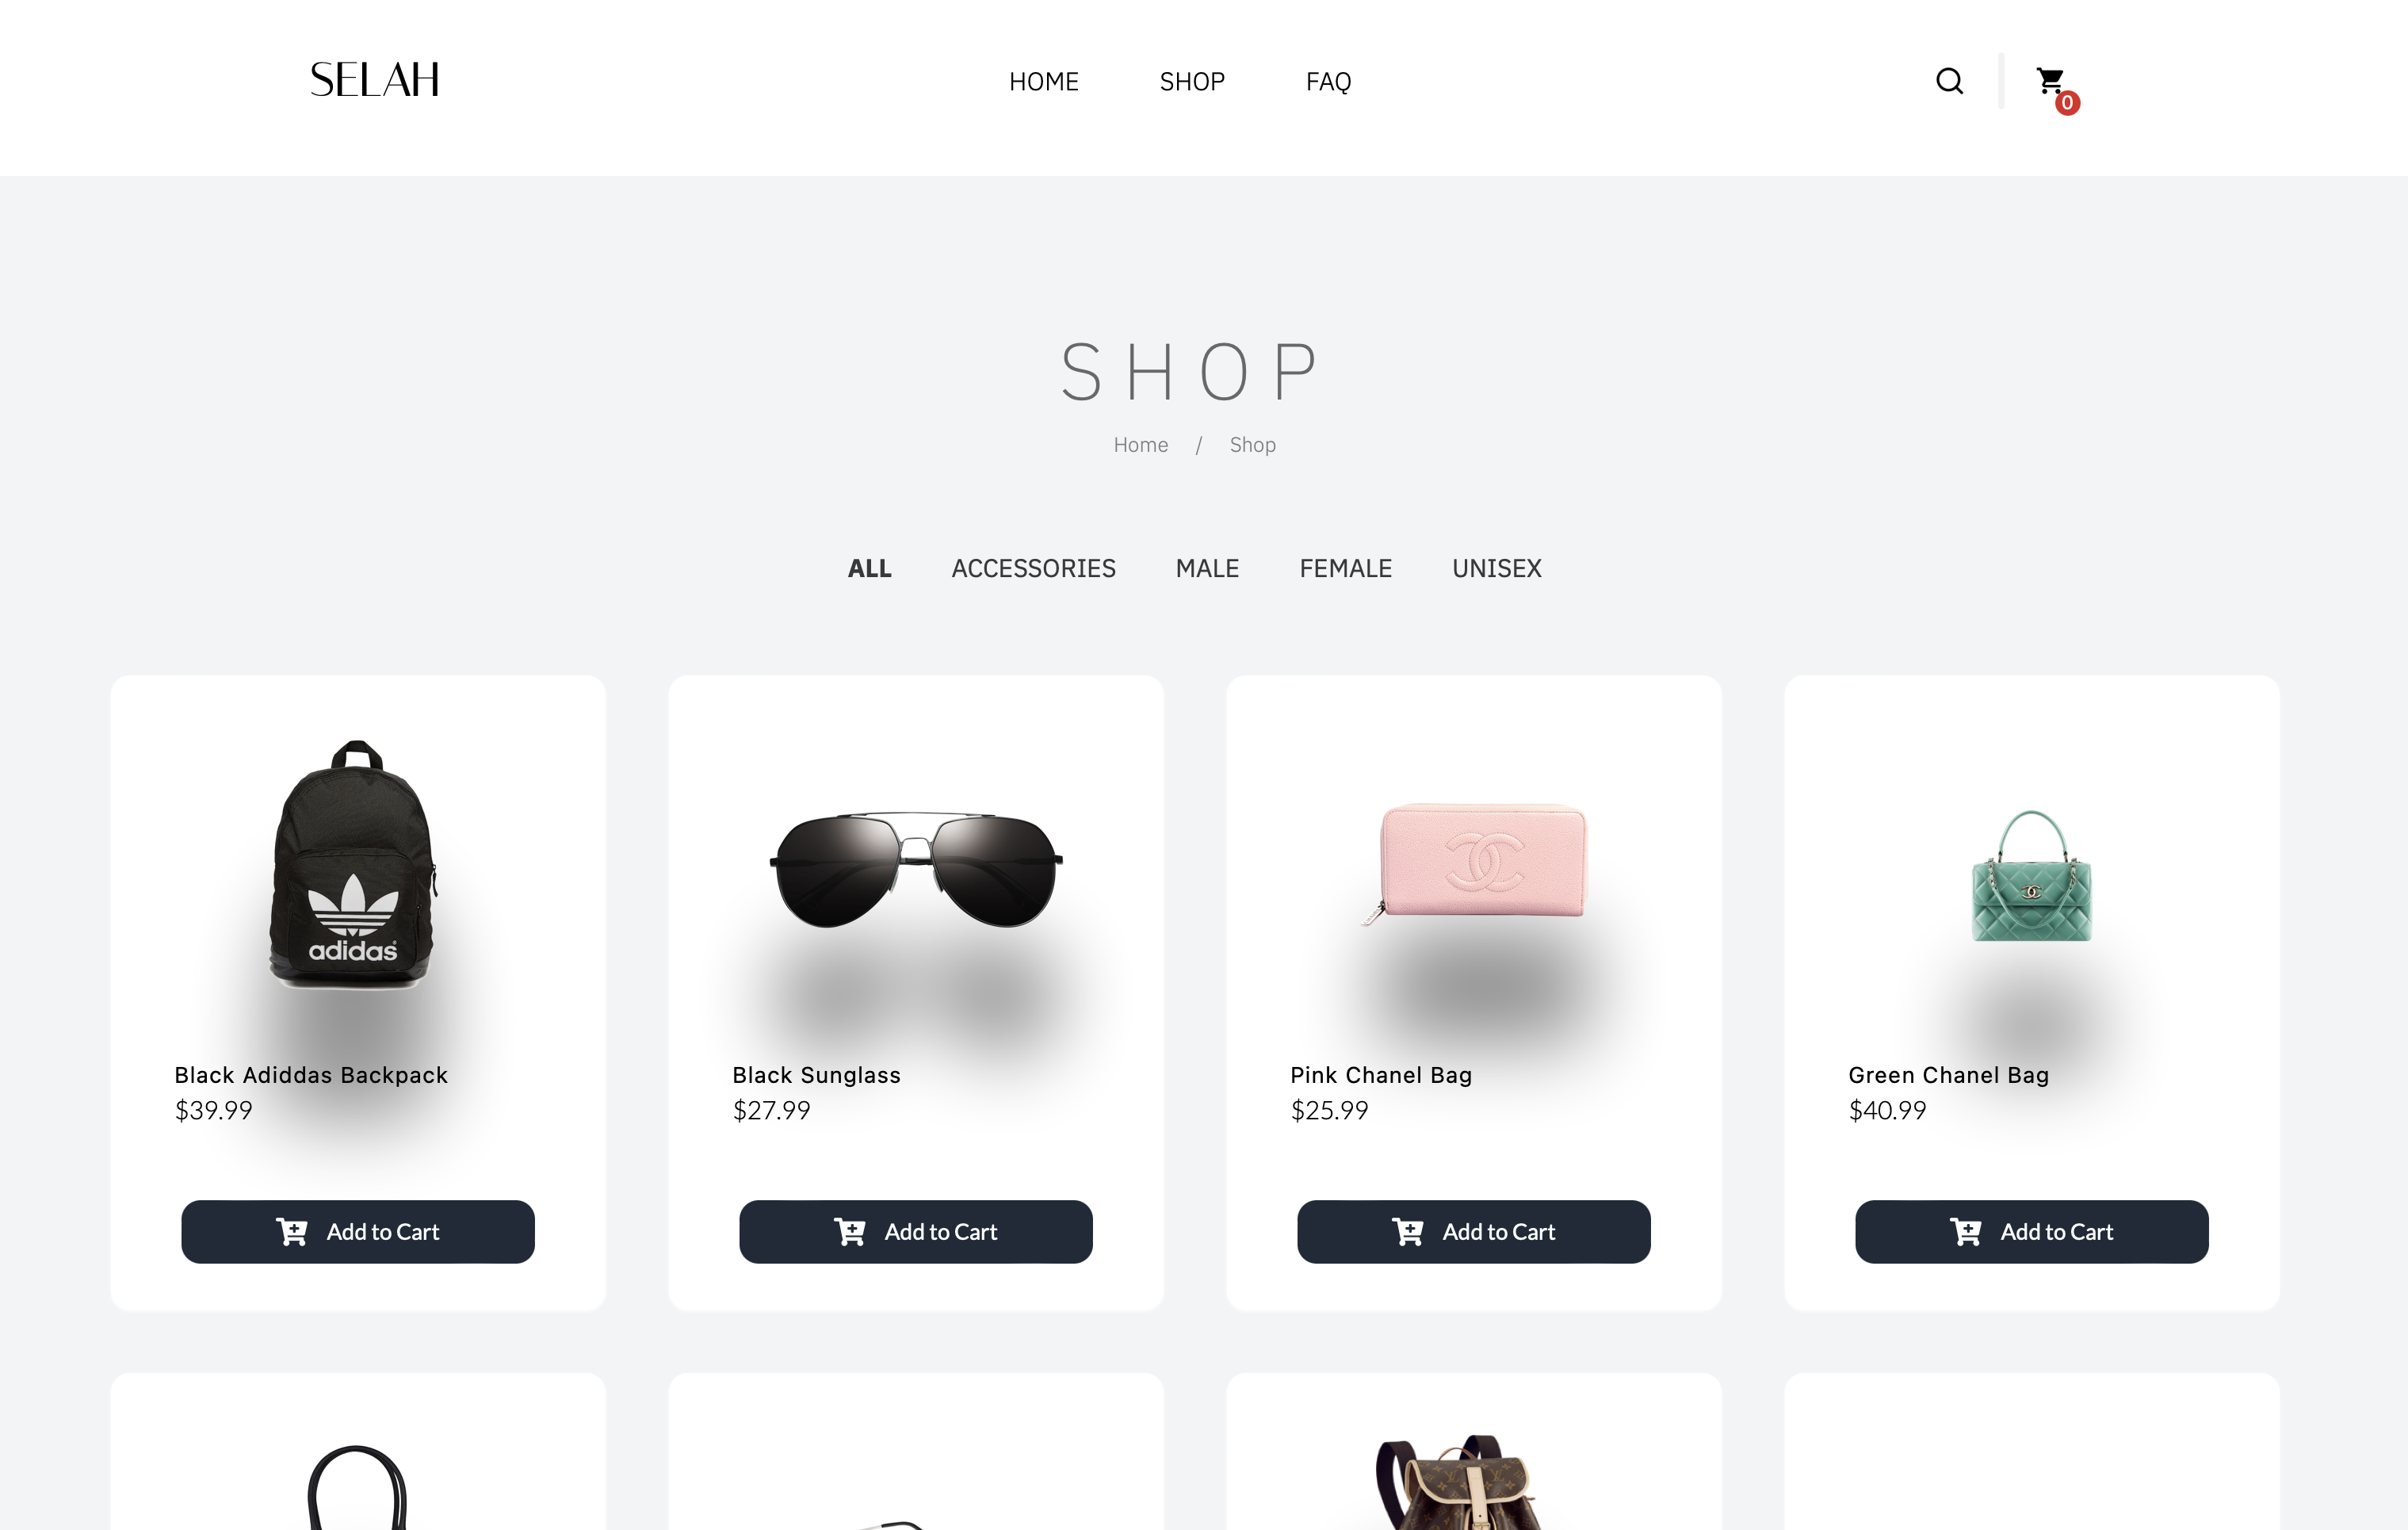 SELAH
HOME SHOP FAQ
0
SHOP
Home / Shop
ALL ACCESSORIES MALE FEMALE UNISEX
adidas
Black Adiddas Backpack
$39.99
Add to Cart
Black Sunglass
$27.99
Add to Cart
Pink Chanel Bag
$25.99
Add to Cart
Green Chanel Bag
$40.99
Add to Cart